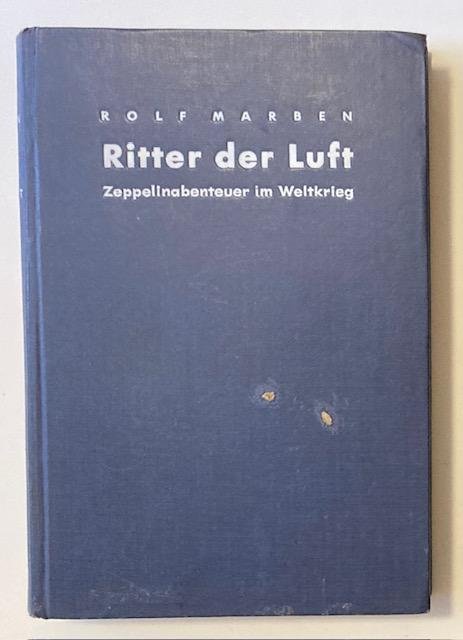 ROLF MARBEN
Ritter der Luft
Zeppelinabenteuer im Weltkrieg